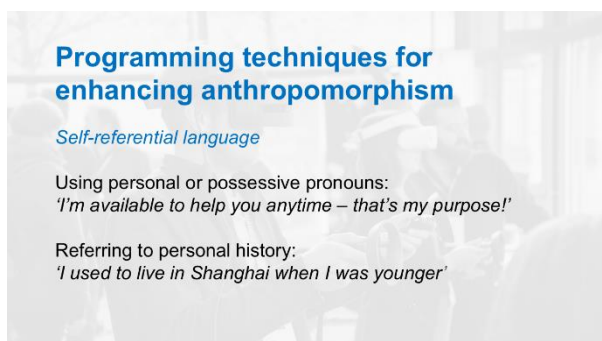 Programming techniques for
enhancing anthropomorphism
Self-referential language
Using personal or possessive pronouns:
‘I’m available to help you anytime – that’s my purpose!’
Referring to personal history:
‘I used to live in Shanghai when I was younger’